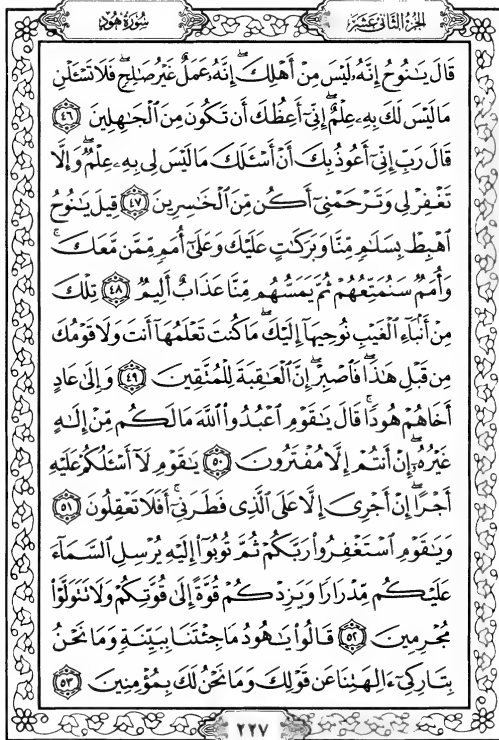 الجزء الثاني عشر
سورة هود
قَالَ يَـٰنُوحُ إِنَّهُۥ لَيْسَ مِنْ أَهْلِكَ ۖ إِنَّهُۥ عَمَلٌ غَيْرُ صَـٰلِحٍ ۖ فَلَا تَسْـَٔلْنِ
مَا لَيْسَ لَكَ بِهِۦ عِلْمٌ ۖ إِنِّىٓ أَعِظُكَ أَن تَكُونَ مِنَ ٱلْجَـٰهِلِينَ ٤٦
قَالَ رَبِّ إِنِّىٓ أَعُوذُ بِكَ أَنْ أَسْـَٔلَكَ مَا لَيْسَ لِى بِهِۦ عِلْمٌ ۖ وَإِلَّا
تَغْفِرْ لِى وَتَرْحَمْنِىٓ أَكُن مِّنَ ٱلْخَـٰسِرِينَ ٤٧ قِيلَ يَـٰنُوحُ
ٱهْبِطْ بِسَلَـٰمٍ مِّنَّا وَبَرَكَـٰتٍ عَلَيْكَ وَعَلَىٰٓ أُمَمٍ مِّمَّن مَّعَكَ ۚ
وَأُمَمٌ سَنُمَتِّعُهُمْ ثُمَّ يَمَسُّهُم مِّنَّا عَذَابٌ أَلِيمٌ ٤٨ تِلْكَ
مِنْ أَنۢبَآءِ ٱلْغَيْبِ نُوحِيهَآ إِلَيْكَ ۖ مَا كُنتَ تَعْلَمُهَآ أَنتَ وَلَا قَوْمُكَ
مِن قَبْلِ هَـٰذَا ۖ فَٱصْبِرْ ۖ إِنَّ ٱلْعَـٰقِبَةَ لِلْمُتَّقِينَ ٤٩ وَإِلَىٰ عَادٍ
أَخَاهُمْ هُودًا ۚ قَالَ يَـٰقَوْمِ ٱعْبُدُوا۟ ٱللَّهَ مَا لَكُم مِّنْ إِلَـٰهٍ
غَيْرُهُۥٓ ۖ إِنْ أَنتُمْ إِلَّا مُفْتَرُونَ ٥٠ يَـٰقَوْمِ لَآ أَسْـَٔلُكُمْ عَلَيْهِ
أَجْرًا ۖ إِنْ أَجْرِىَ إِلَّا عَلَى ٱلَّذِى فَطَرَنِىٓ ۚ أَفَلَا تَعْقِلُونَ ٥١
وَيَـٰقَوْمِ ٱسْتَغْفِرُوا۟ رَبَّكُمْ ثُمَّ تُوبُوٓا۟ إِلَيْهِ يُرْسِلِ ٱلسَّمَآءَ
عَلَيْكُم مِّدْرَارًا وَيَزِدْكُمْ قُوَّةً إِلَىٰ قُوَّتِكُمْ وَلَا تَتَوَلَّوْا۟
مُجْرِمِينَ ٥٢ قَالُوا۟ يَـٰهُودُ مَا جِئْتَنَا بِبَيِّنَةٍ وَمَا نَحْنُ
بِتَارِكِىٓ ءَالِهَتِنَا عَن قَوْلِكَ وَمَا نَحْنُ لَكَ بِمُؤْمِنِينَ ٥٣
٢٢٧